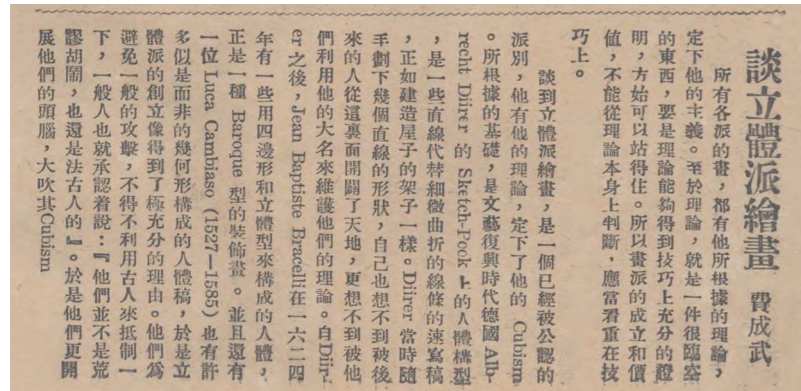 談立體派繪畫 費成武
所有各派的畫，都有他所根據的理論，
定下他的主義。至於理論，就是一件很臨空
的東西，要是理論能夠得到技巧上充分的證
明，方始可以站得住。所以畫派的成立和價
值，不能從理論本身上判斷，應當看重在技
巧上。
談到立體派繪畫，是一個已經被公認的
派別，他有他的理論，定下了他的 Cubism
。所根據的基礎，是文藝復興時代德國 Alb-
recht Diirer 的 Sketch-Pook 上的人體構型
，是一些直線代替細微曲折的線條的速寫稿
，正如建造屋子的架子一樣。Diirer 當時隨
手劃下幾個直線的形狀，自己也想不到被後
來的人從這裏面開闢了天地，更想不到被他
們利用他的大名來維護他們的理論。自Diir-
er 之後，Jean Baptiste Bracelli在一六二四
年有一些用四邊形和立體型來構成的人體，
正是一種 Baroque 型的裝飾畫。並且還有
一位 Luca Cambiaso (1527—1585) 也有許
多似是而非的幾何形構成的人體稿，於是立
體派的創立像得到了極充分的理由。他們為
避免一般的攻擊，不得不利用古人來抵制一
下，一般人也就承認着說：『他們並不是荒
謬胡鬧，也還是法古人的』。於是他們更開
展他們的頭腦，大吹其Cubism